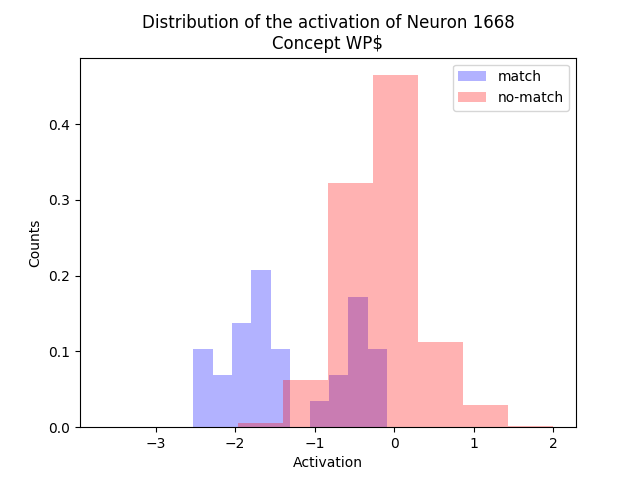 Distribution of the activation of Neuron 1668
Concept WP$
match
no-match
0.4
0.3
0.2
0.1
0.0
Counts
−3
−2
−1
0
1
2
Activation